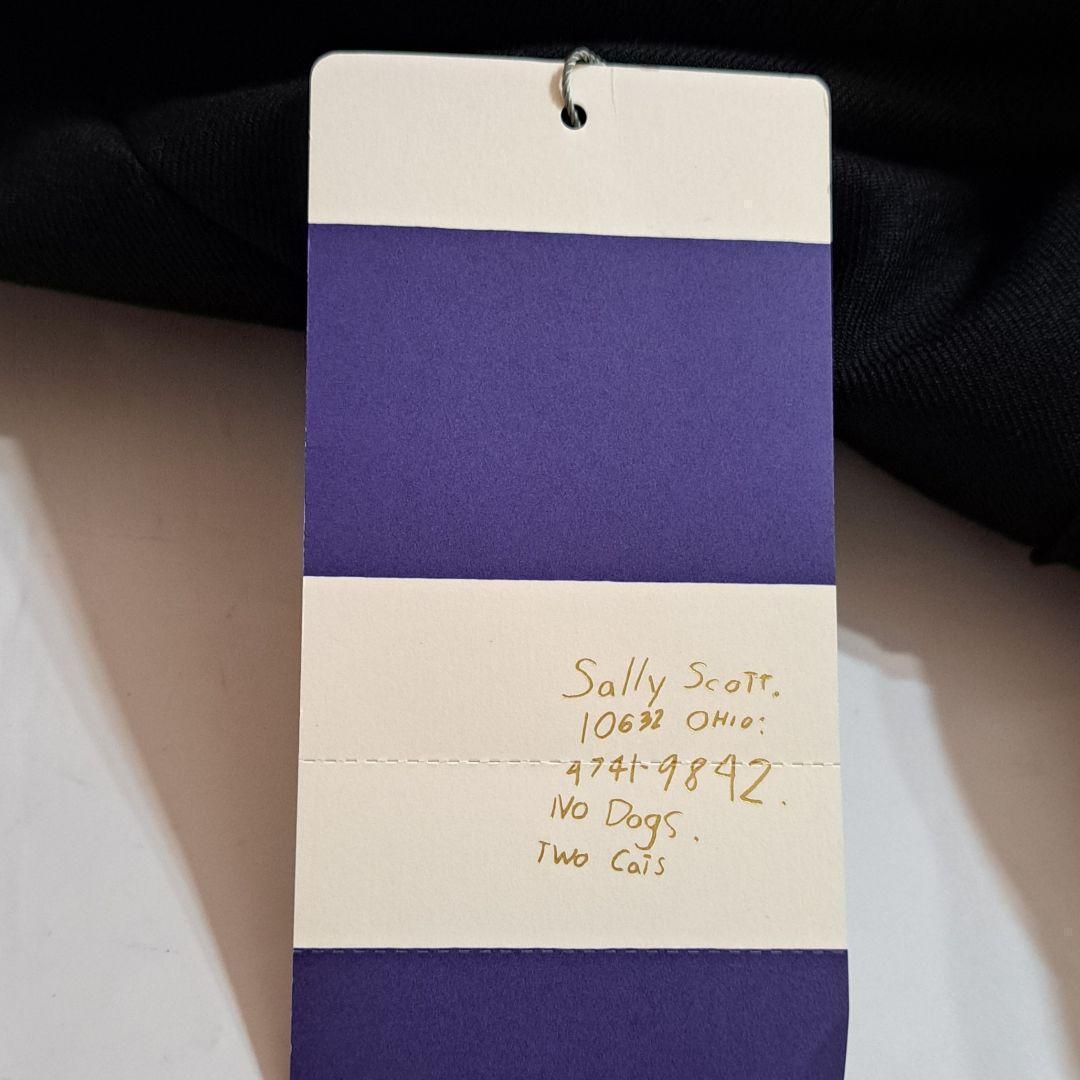 Sally Scott.
10632 OHio:
4741-9842.
No Dogs.
Two Cats